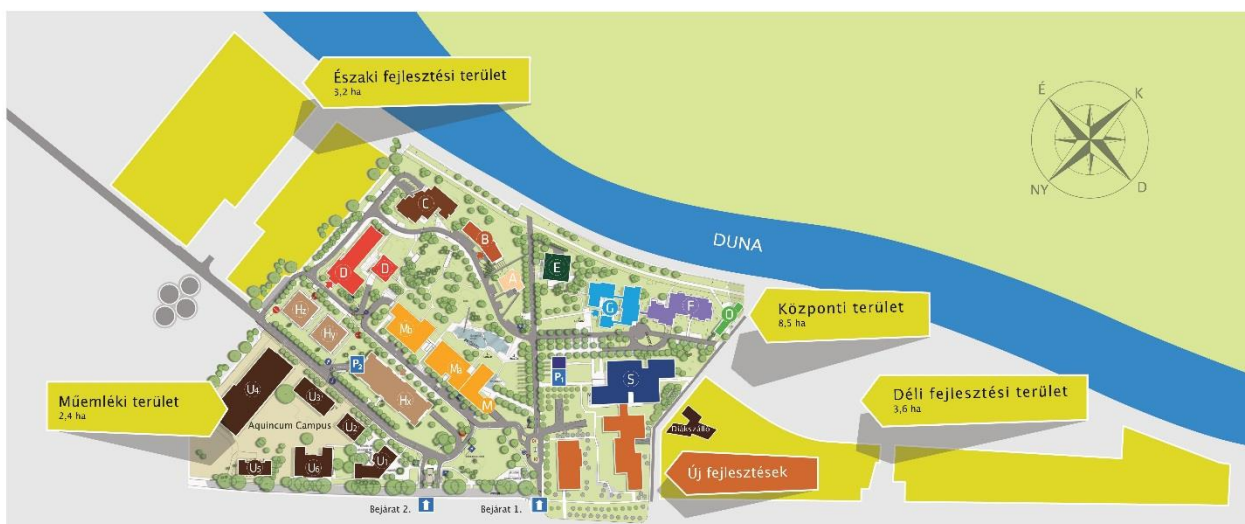 Északi fejlesztési terület
3,2 ha
É
K
NY
D
DUNA
C
B
A
E
D
D
G
F
O
Központi terület
8,5 ha
Hz
Hy
Mb
Ma
M
P2
P1
S
Hx
Műemléki terület
2,4 ha
U4
U3
U2
Aquincum Campus
U5
U6
U1
Déli fejlesztési terület
3,6 ha
Diákszálló
Új fejlesztések
Bejárat 2.
Bejárat 1.